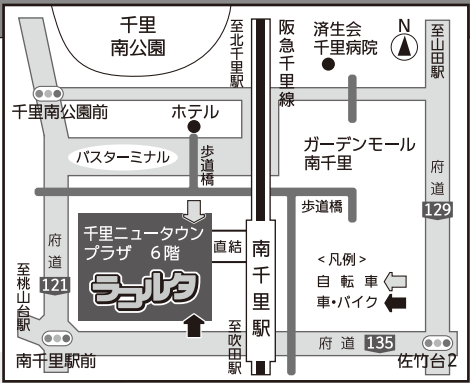 千里
南公園
至北千里駅
阪急千里線
済生会
千里病院
N
至山田駅
千里南公園前
ホテル
バスターミナル
歩道橋
ガーデンモール
南千里
府道
129
歩道橋
千里ニュータウン
プラザ 6階
ラコルタ
直結
南千里駅
<凡例>
自転車
車・バイク
府道
121
至桃山台駅
南千里駅前
至吹田駅
府道 135
佐竹台2